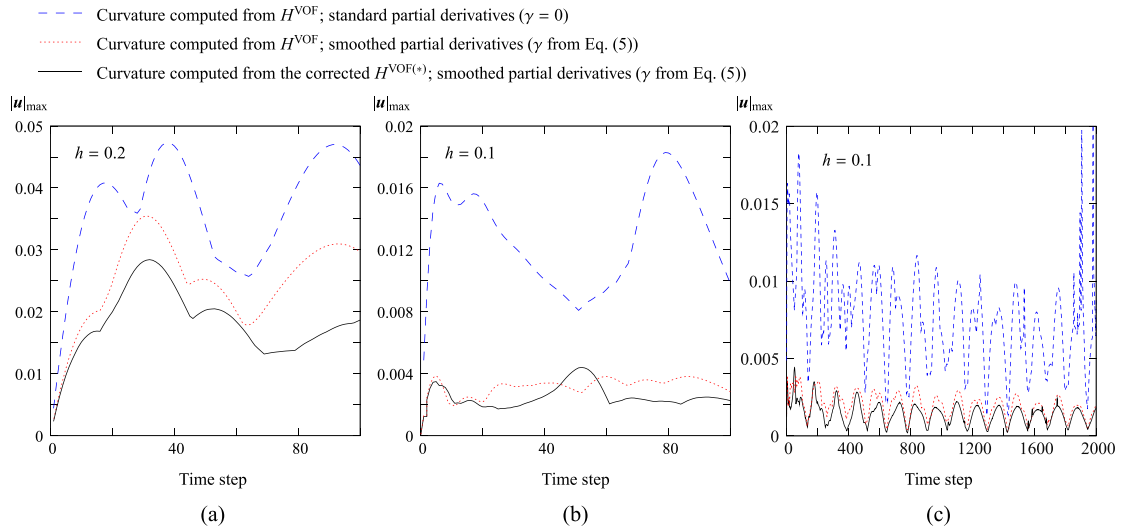 Curvature computed from H^VOF; standard partial derivatives (γ = 0)
Curvature computed from H^VOF; smoothed partial derivatives (γ from Eq. (5))
Curvature computed from the corrected H^VOF(*); smoothed partial derivatives (γ from Eq. (5))
|u|max |u|max |u|max
0.05 0.02 0.02
h = 0.2 h = 0.1 h = 0.1
0.04 0.016 0.015
0.03 0.012
0.01
0.02 0.008
0.005
0.01 0.004
0 0 0
0 40 80 0 40 80 0 400 800 1200 1600 2000
Time step Time step Time step
(a) (b) (c)